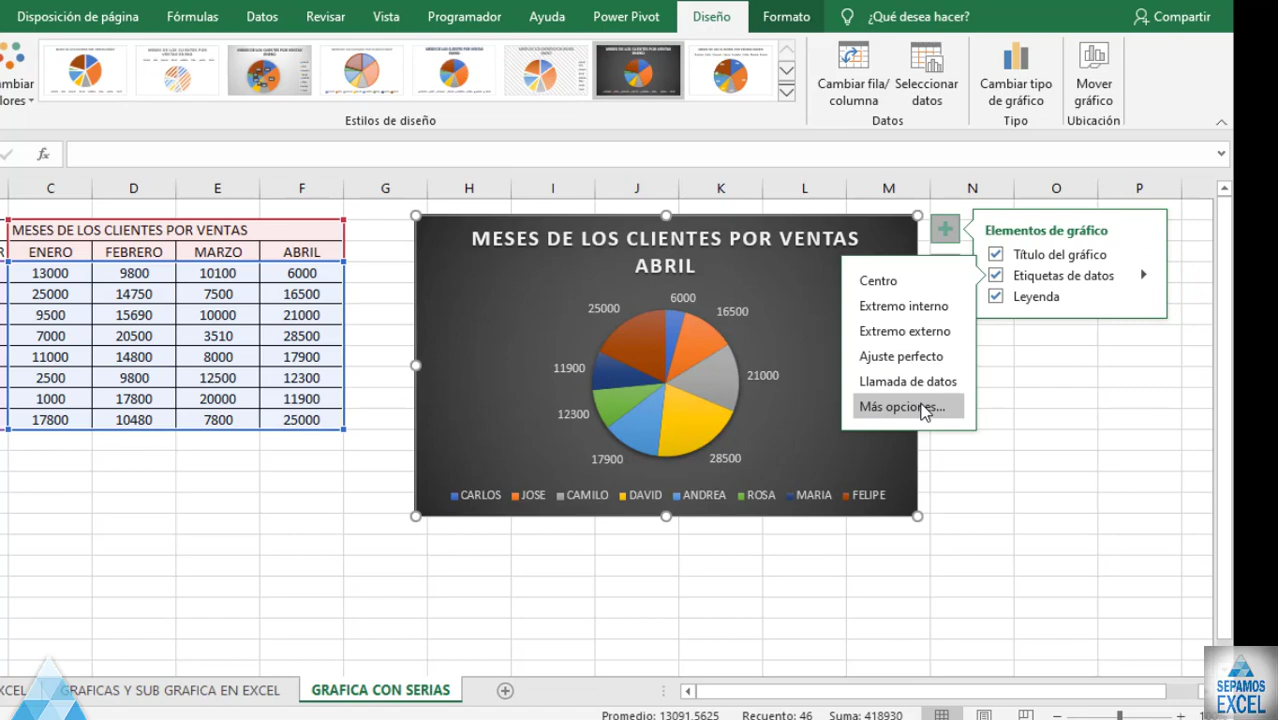 Disposición de página Fórmulas Datos Revisar Vista Programador Ayuda Power Pivot Diseño Formato ¿Qué desea hac Compartir
Cambiar fila/ columna
Seleccionar datos
Cambiar tipo de gráfico
Mover gráfico
Estilos de diseño Datos Tipo Ubicación
fx
C D E F G H I J K L M N O P
MESES DE LOS CLIENTES POR VENTAS
ENERO FEBRERO MARZO ABRIL
13000 9800 10100 6000
25000 14750 7500 16500
9500 15690 10000 21000
7000 20500 3510 28500
11000 14800 8000 17900
2500 9800 12500 12300
1000 17800 20000 11900
17800 10480 7800 25000
MESES DE LOS CLIENTES POR VENTAS
ABRIL
25000 6000 16500
11900 21000
12300
17900 28500
CARLOS JOSE CAMILO DAVID ANDREA ROSA MARIA FELIPE
Elementos de gráfico
Título del gráfico
Etiquetas de datos
Leyenda
Centro
Extremo interno
Extremo externo
Ajuste perfecto
Llamada de datos
Más opciones...
EXCEL GRAFICAS Y SUB GRAFICA EN EXCEL GRAFICA CON SERIAS
Promedio: 13091.5625 Recuento: 46 Suma: 418930
SEPAMOS
EXCEL